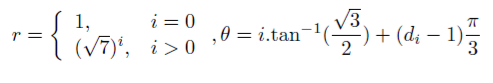 r = { 1, i = 0
(√7)^i, i > 0 , θ = i.tan⁻¹(√3/2) + (d_i − 1)π/3